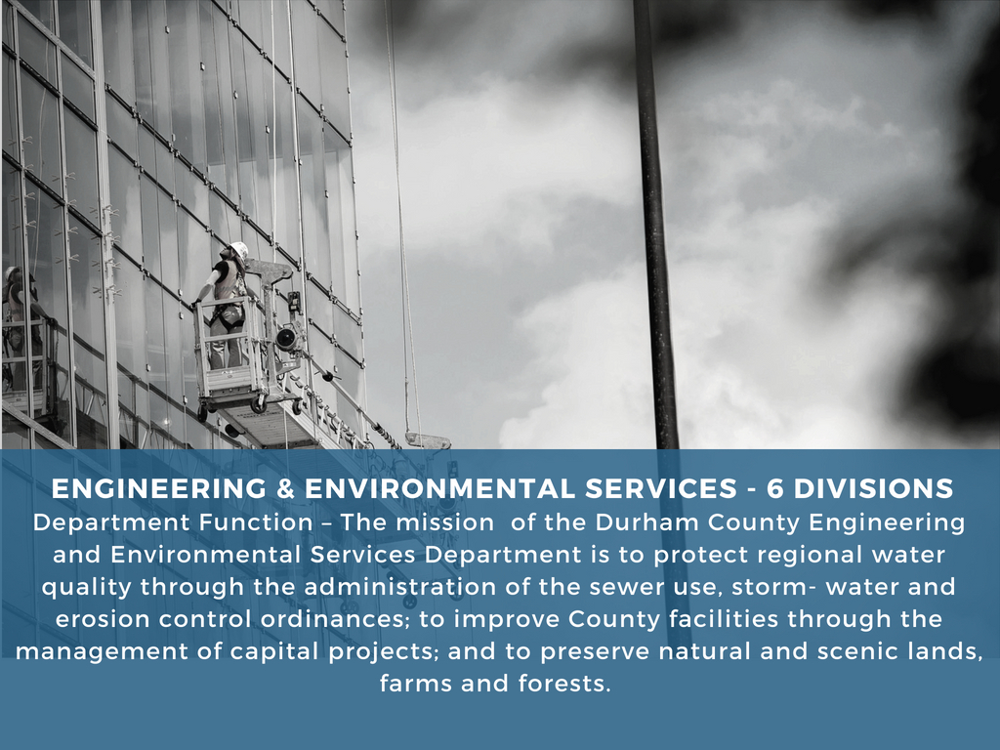 ENGINEERING & ENVIRONMENTAL SERVICES - 6 DIVISIONS
Department Function – The mission  of the Durham County Engineering
and Environmental Services Department is to protect regional water
quality through the administration of the sewer use, storm- water and
erosion control ordinances; to improve County facilities through the
management of capital projects; and to preserve natural and scenic lands,
farms and forests.